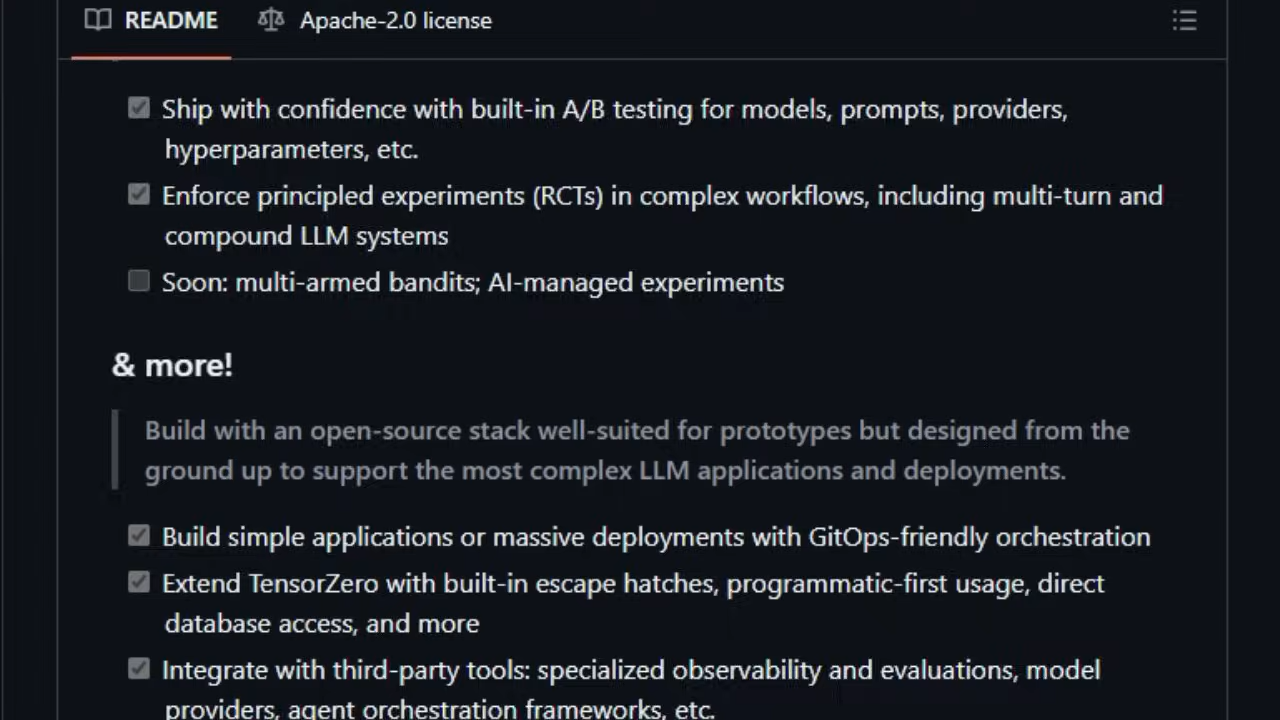 README Apache-2.0 license
Ship with confidence with built-in A/B testing for models, prompts, providers,
hyperparameters, etc.
Enforce principled experiments (RCTs) in complex workflows, including multi-turn and
compound LLM systems
Soon: multi-armed bandits; AI-managed experiments
& more!
Build with an open-source stack well-suited for prototypes but designed from the
ground up to support the most complex LLM applications and deployments.
Build simple applications or massive deployments with GitOps-friendly orchestration
Extend TensorZero with built-in escape hatches, programmatic-first usage, direct
database access, and more
Integrate with third-party tools: specialized observability and evaluations, model
providers, agent orchestration frameworks, etc.